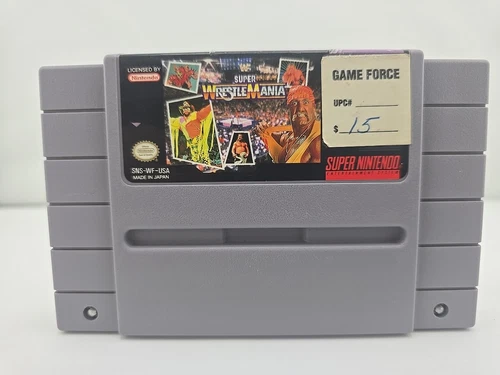 LICENSED BY
Nintendo
WF
SUPER
WRESTLEMANIA
GAME FORCE
UPC#
$ 15
SUPER NINTENDO
ENTERTAINMENT SYSTEM
SNS-WF-USA
MADE IN JAPAN